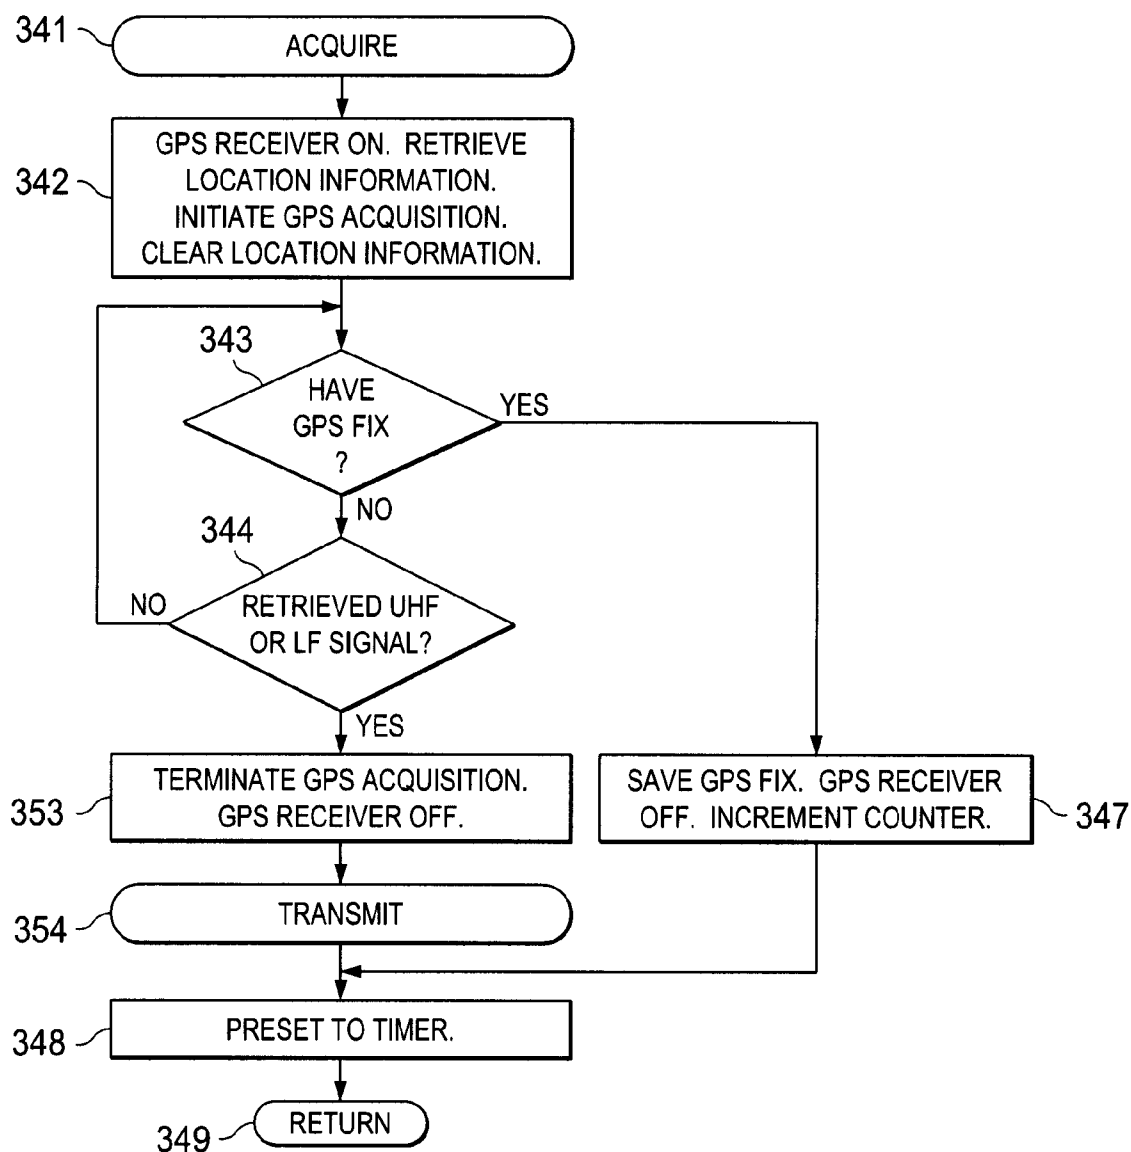 341
ACQUIRE
342
GPS RECEIVER ON. RETRIEVE
LOCATION INFORMATION.
INITIATE GPS ACQUISITION.
CLEAR LOCATION INFORMATION.
343
HAVE
GPS FIX
?
YES
NO
344
RETRIEVED UHF
OR LF SIGNAL?
NO
YES
353
TERMINATE GPS ACQUISITION.
GPS RECEIVER OFF.
SAVE GPS FIX. GPS RECEIVER
OFF. INCREMENT COUNTER.
347
354
TRANSMIT
348
PRESET TO TIMER.
349
RETURN